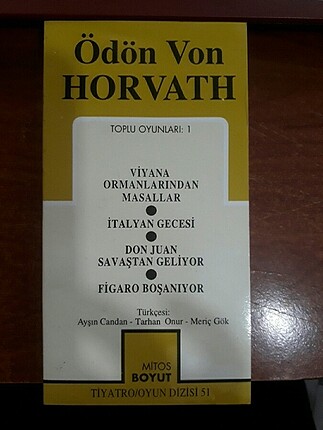 Ödön Von
HORVATH
TOPLU OYUNLARI: 1
VİYANA
ORMANLARINDAN
MASALLAR
İTALYAN GECESİ
DON JUAN
SAVAŞTAN GELİYOR
FİGARO BOŞANIYOR
Türkçesi:
Ayşın Candan - Tarhan Onur - Meriç Gök
MİTOS
BOYUT
TİYATRO/OYUN DİZİSİ 51